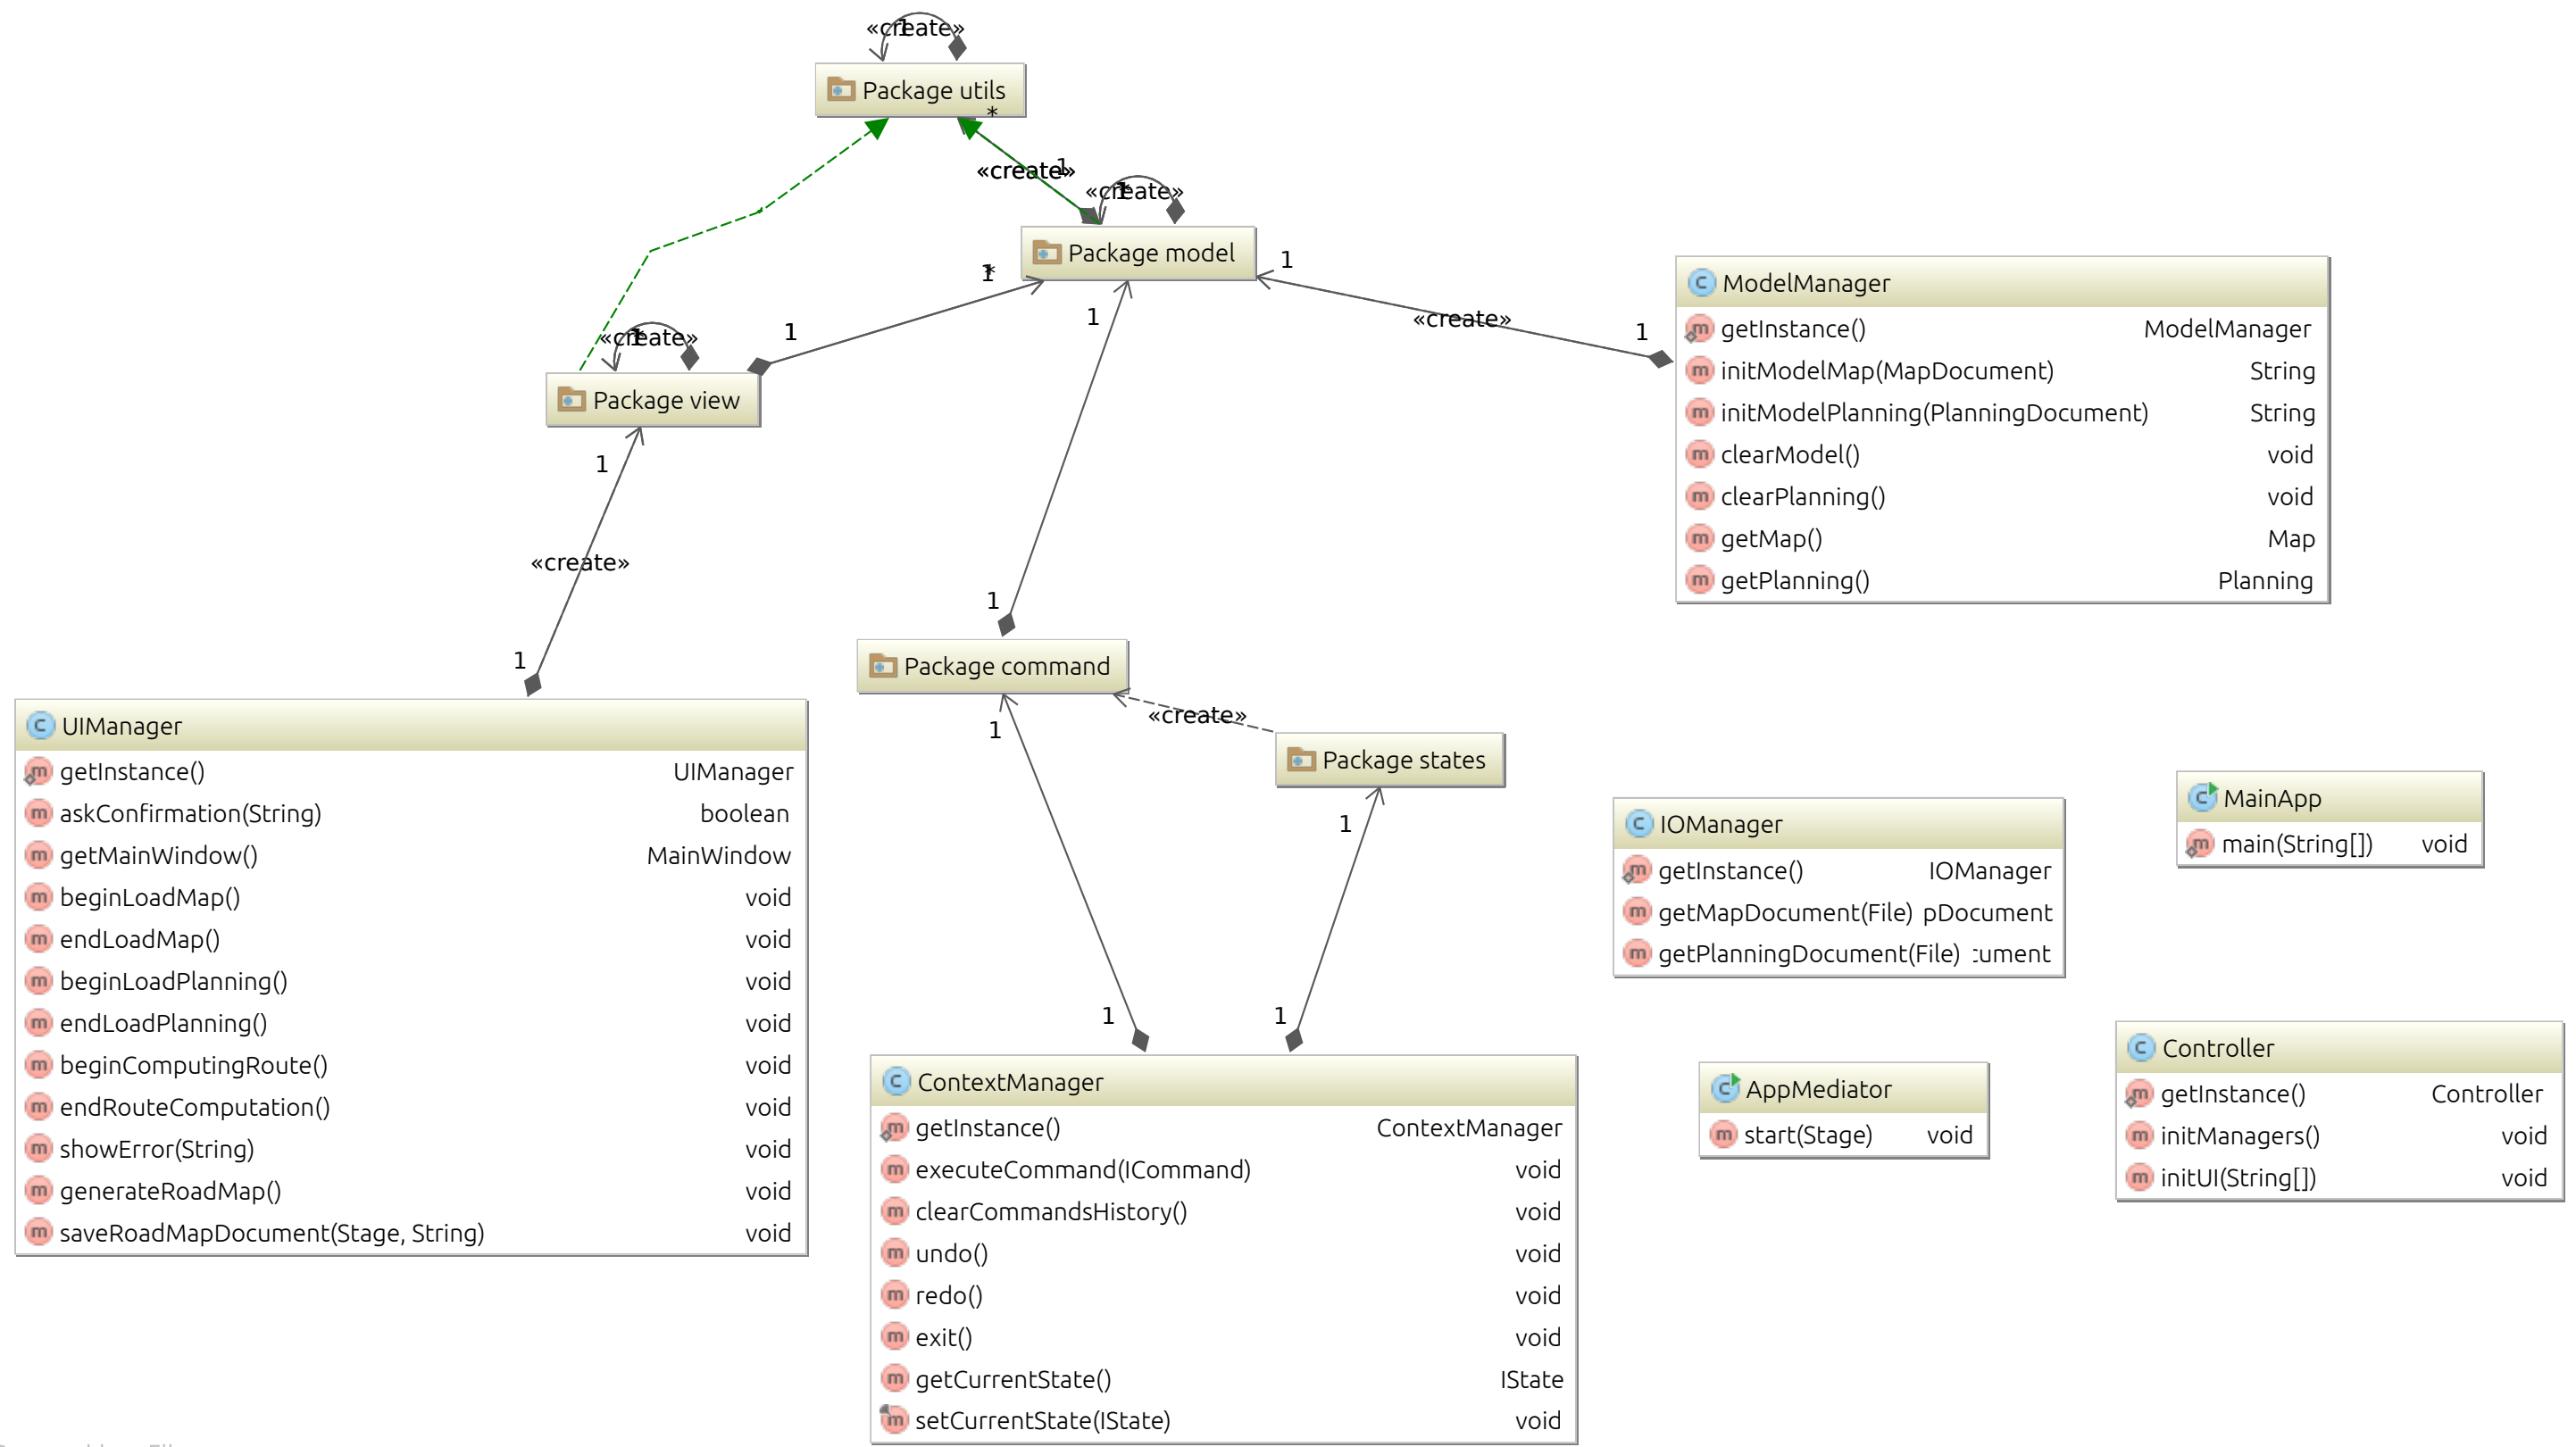 «create»
1
Package utils
*
«create»
1
«create»
1
Package model
1
*
1
1
ModelManager
getInstance() ModelManager
initModelMap(MapDocument) String
initModelPlanning(PlanningDocument) String
clearModel() void
clearPlanning() void
getMap() Map
getPlanning() Planning
«create»
1
1
1
«create»
1
Package view
1
«create»
1
1
Package command
1
«create»
Package states
1
UIManager
getInstance() UIManager
askConfirmation(String) boolean
getMainWindow() MainWindow
beginLoadMap() void
endLoadMap() void
beginLoadPlanning() void
endLoadPlanning() void
beginComputingRoute() void
endRouteComputation() void
showError(String) void
generateRoadMap() void
saveRoadMapDocument(Stage, String) void
1
1
ContextManager
getInstance() ContextManager
executeCommand(ICommand) void
clearCommandsHistory() void
undo() void
redo() void
exit() void
getCurrentState() IState
setCurrentState(IState) void
IOManager
getInstance() IOManager
getMapDocument(File) pDocument
getPlanningDocument(File) cument
MainApp
main(String[]) void
AppMediator
start(Stage) void
Controller
getInstance() Controller
initManagers() void
initUI(String[]) void